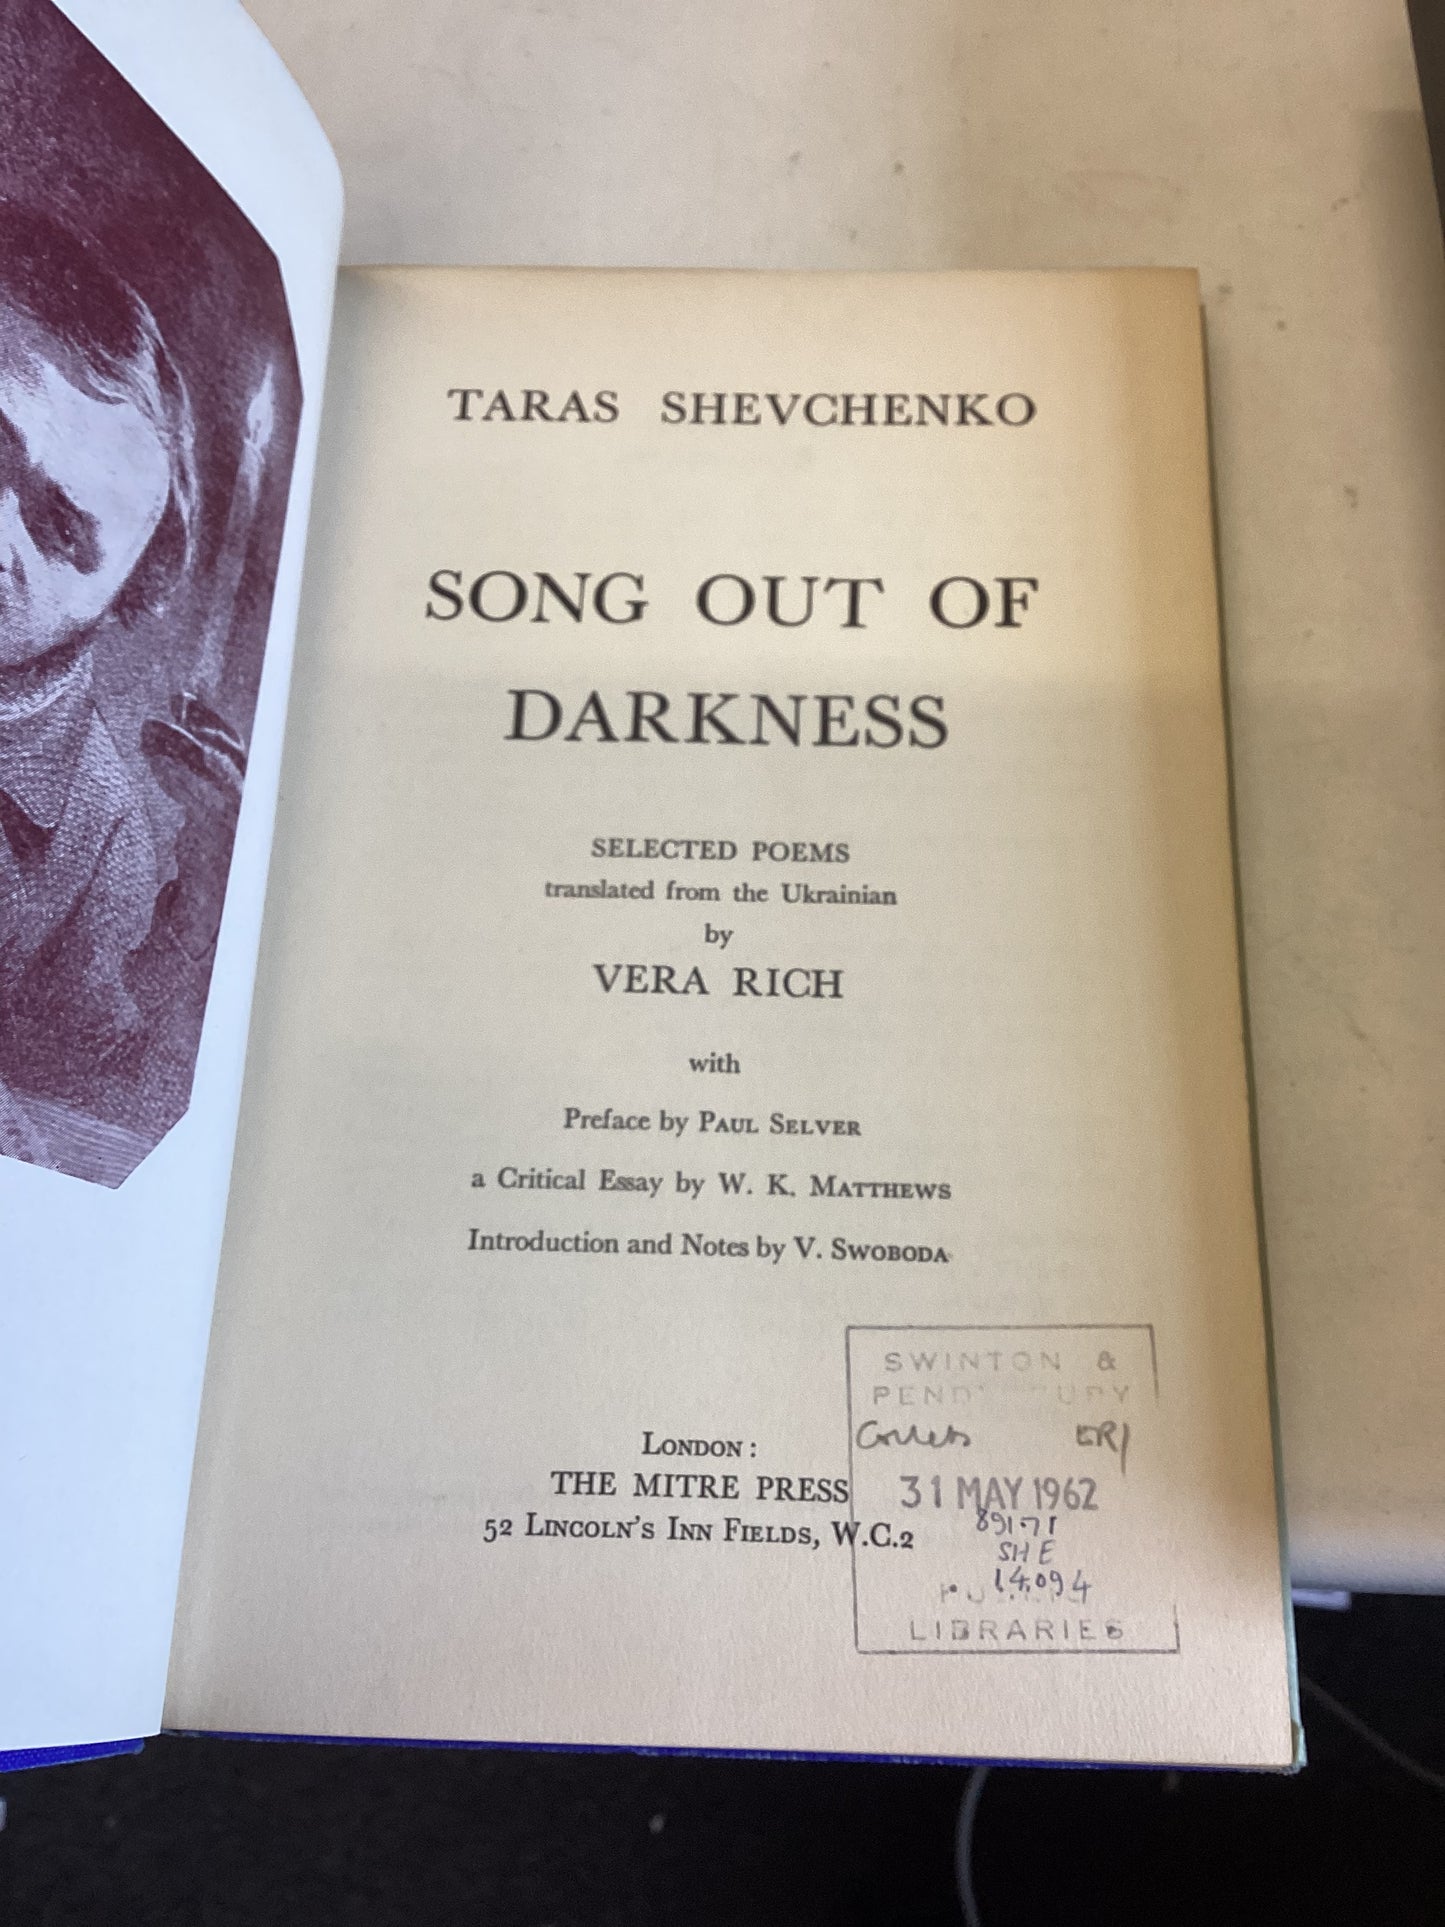 TARAS SHEVCHENKO
SONG OUT OF
DARKNESS
SELECTED POEMS
translated from the Ukrainian
by
VERA RICH
with
Preface by PAUL SELVER
a Critical Essay by W. K. MATTHEWS
Introduction and Notes by V. SWOBODA
LONDON:
THE MITRE PRESS
52 LINCOLN'S INN FIELDS, W.C.2
SWINTON &
31 MAY 1962
891.71
SHE
14094
LIBRARIES